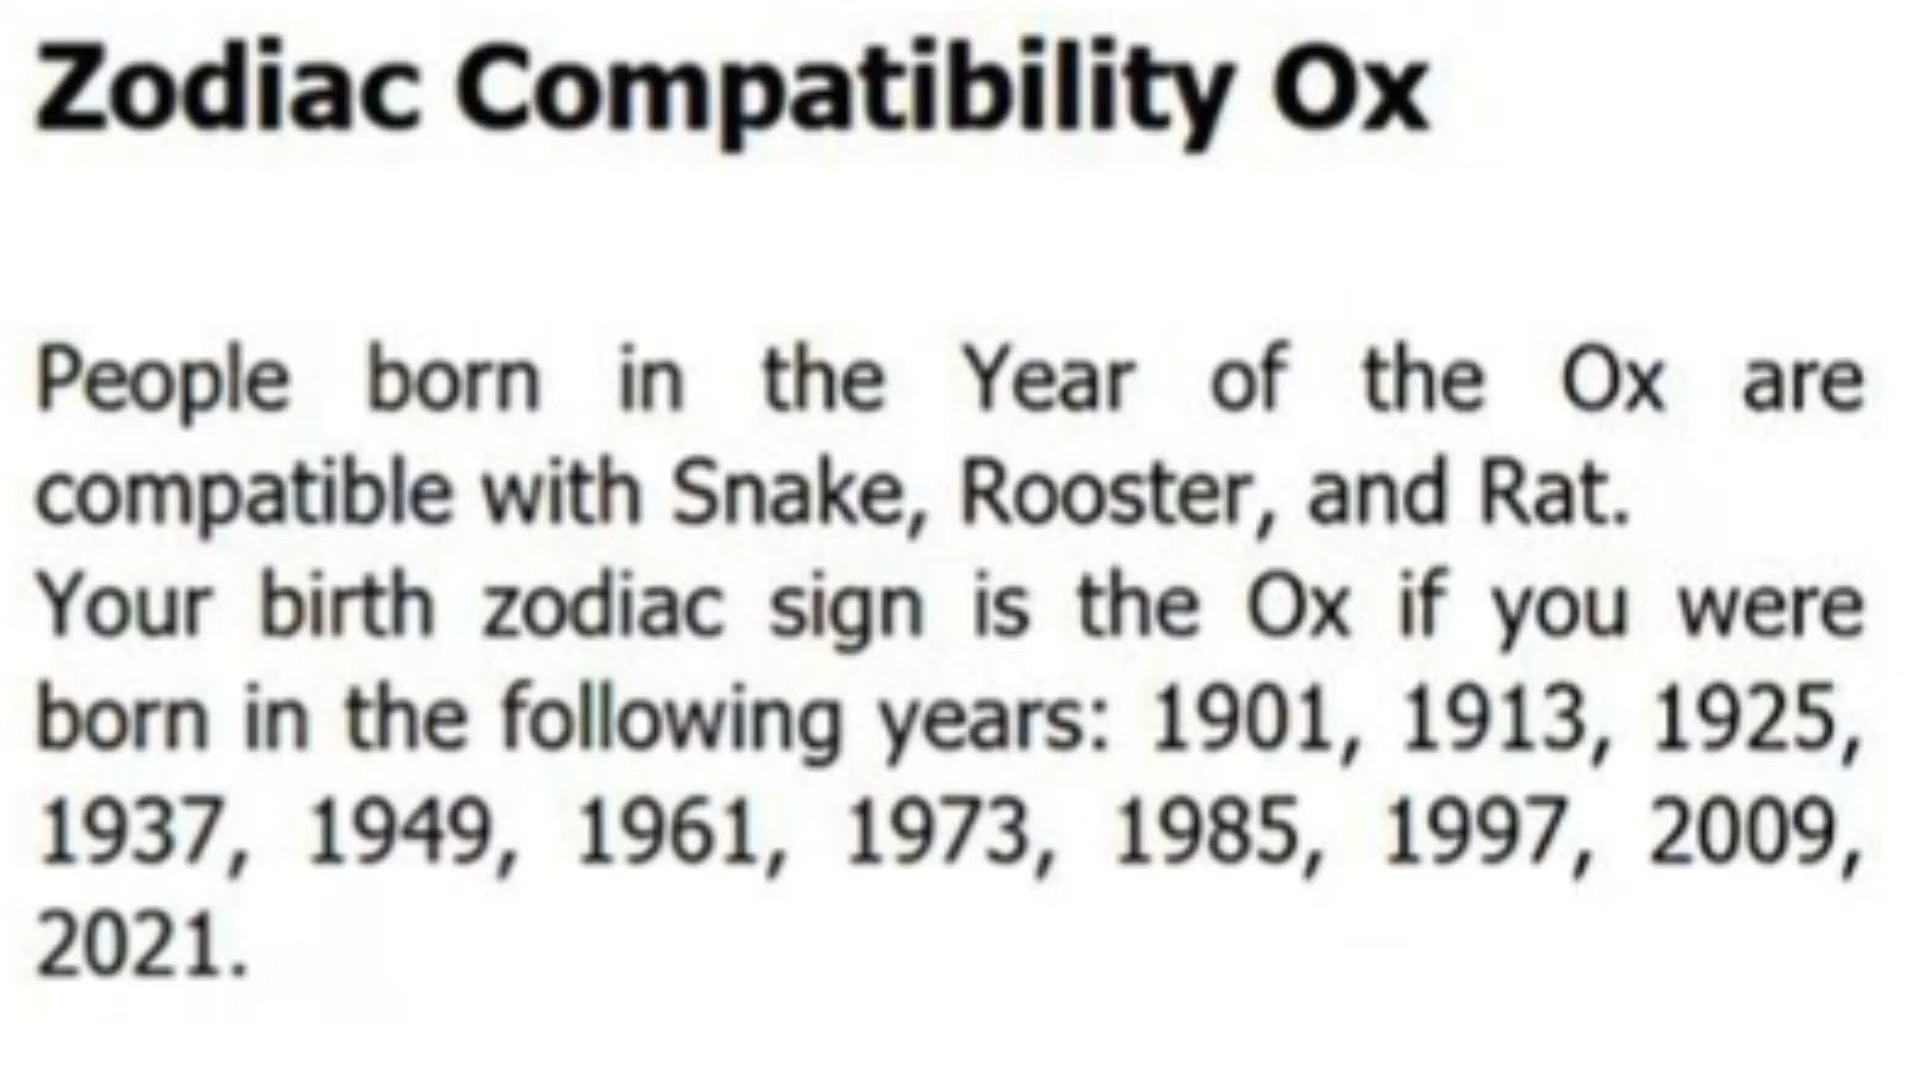 Zodiac Compatibility Ox
People born in the Year of the Ox are
compatible with Snake, Rooster, and Rat.
Your birth zodiac sign is the Ox if you were
born in the following years: 1901, 1913, 1925,
1937, 1949, 1961, 1973, 1985, 1997, 2009,
2021.